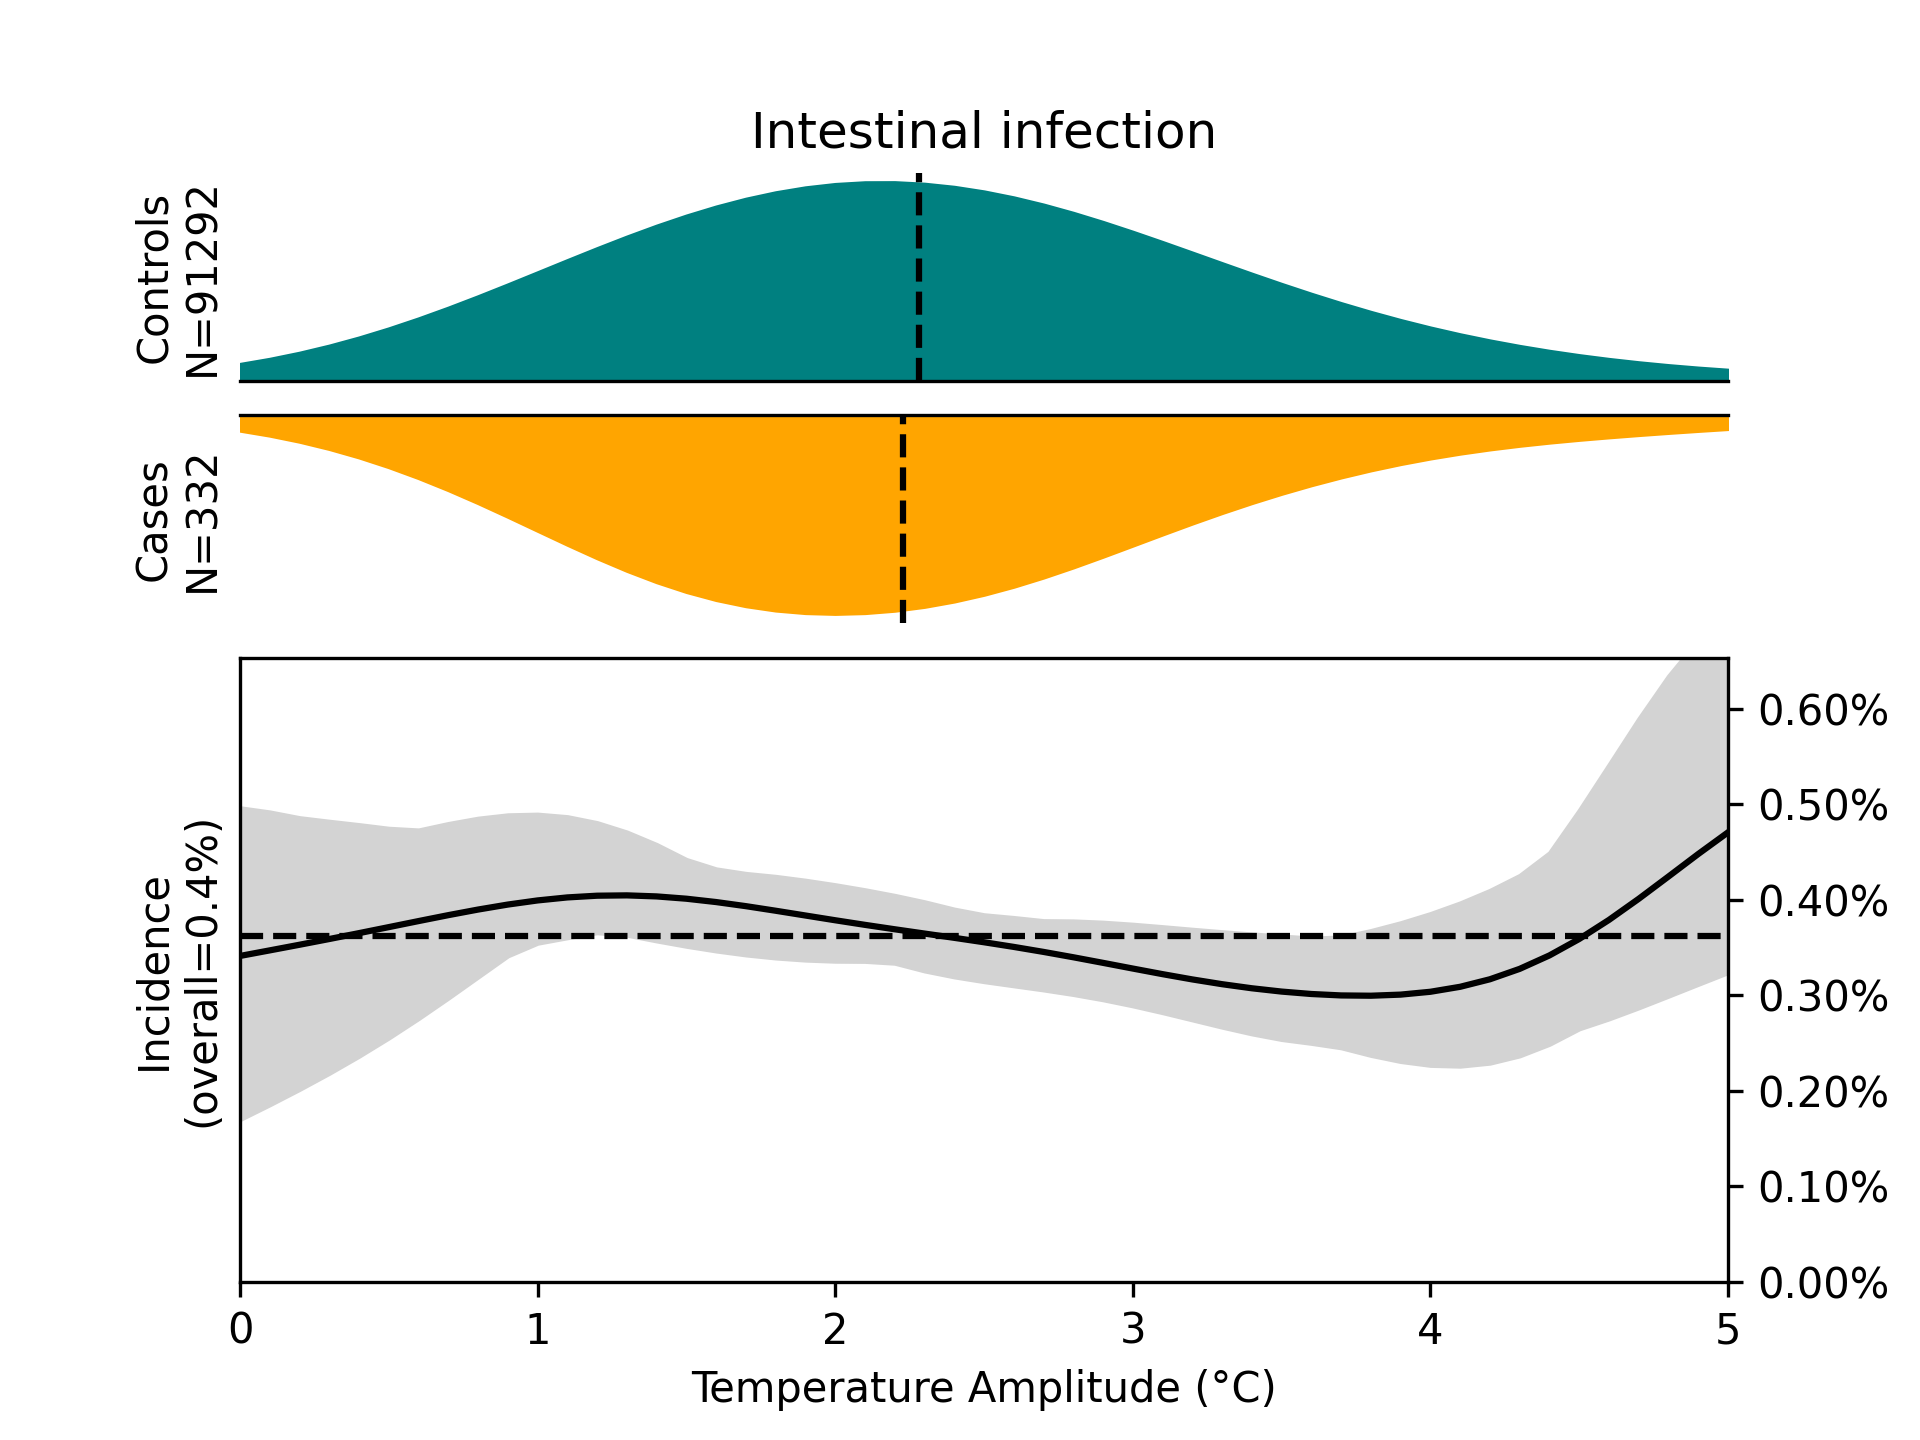 Intestinal infection
Controls
N=91292
Cases
N=332
Incidence
(overall=0.4%)
0.60%
0.50%
0.40%
0.30%
0.20%
0.10%
0.00%
0 1 2 3 4 5
Temperature Amplitude (°C)